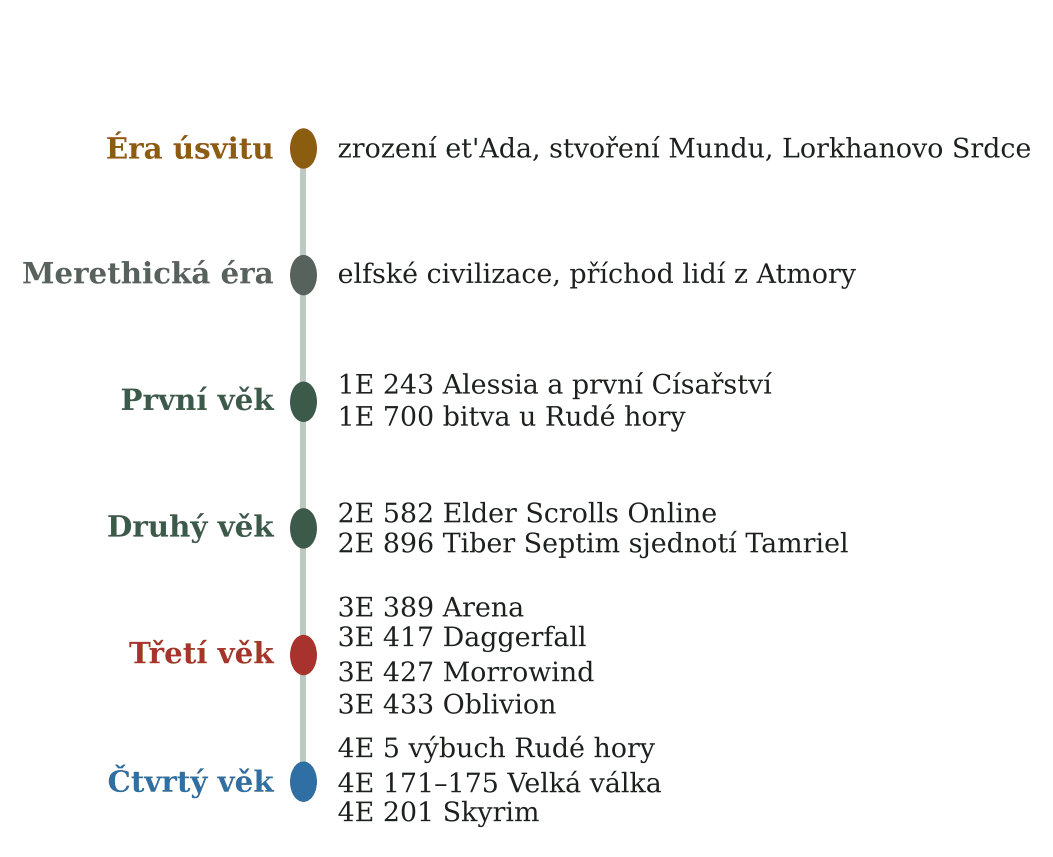 Éra úsvitu
zrození et'Ada, stvoření Mundu, Lorkhanovo Srdce
Merethická éra
elfské civilizace, příchod lidí z Atmory
První věk
1E 243 Alessia a první Císařství
1E 700 bitva u Rudé hory
Druhý věk
2E 582 Elder Scrolls Online
2E 896 Tiber Septim sjednotí Tamriel
Třetí věk
3E 389 Arena
3E 417 Daggerfall
3E 427 Morrowind
3E 433 Oblivion
Čtvrtý věk
4E 5 výbuch Rudé hory
4E 171–175 Velká válka
4E 201 Skyrim